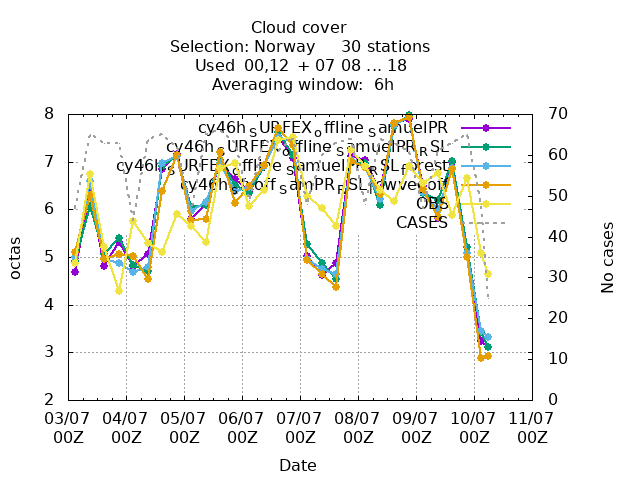 Cloud cover
Selection: Norway 30 stations
Used 00,12 + 07 08 ... 18
Averaging window: 6h
cy46h_SURFEX_offline_SamuelPR
cy46h_SURFEX_offline_SamuelPR_RSL
cy46h_SURFEX_offline_SamuelPR_RSL_forest
OBS
CASES
8
7
6
5
4
3
2
octas
70
60
50
40
30
20
10
0
No cases
03/07 04/07 05/07 06/07 07/07 08/07 09/07 10/07 11/07
00Z 00Z 00Z 00Z 00Z 00Z 00Z 00Z 00Z
Date